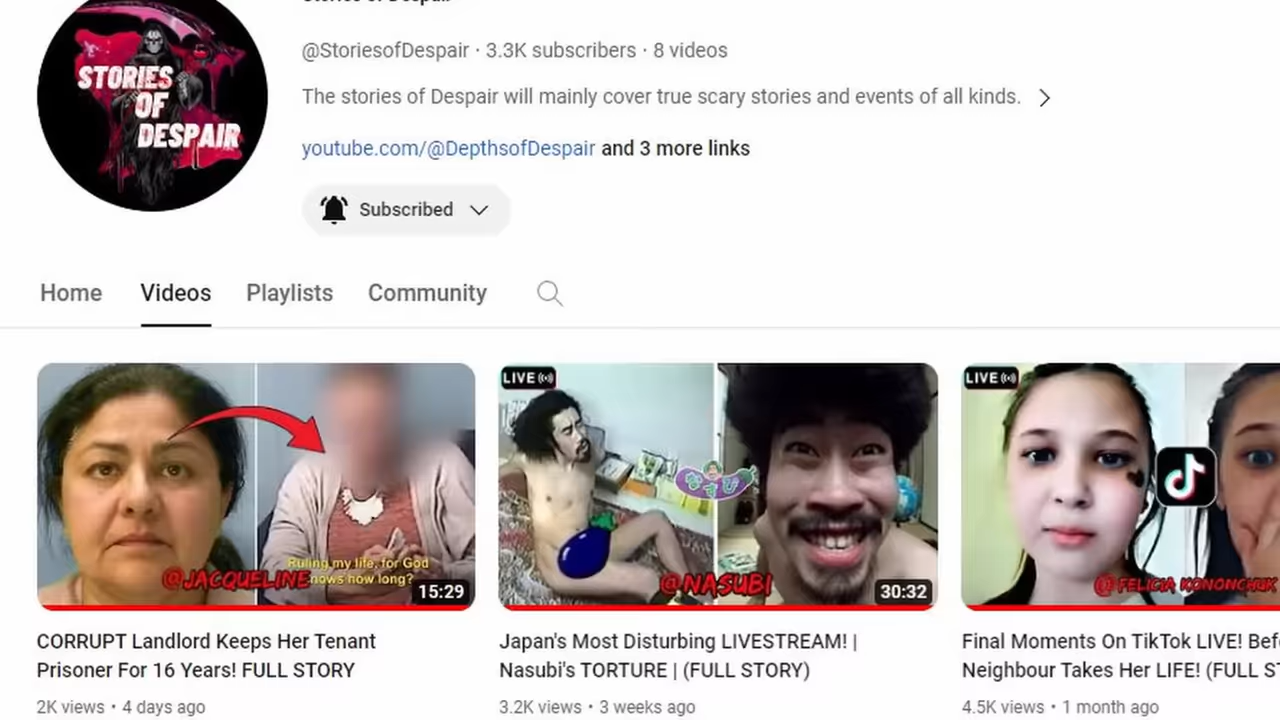 STORIES
OF
DESPAIR
@StoriesofDespair · 3.3K subscribers · 8 videos
The stories of Despair will mainly cover true scary stories and events of all kinds.
youtube.com/@DepthsofDespair and 3 more links
Subscribed
Home Videos Playlists Community
@JACQUELINE
Ruling my life, for God
nows how long?
15:29
LIVE
なすび
@NASUBI
30:32
LIVE
@FELICIA KONONCHUK
CORRUPT Landlord Keeps Her Tenant
Prisoner For 16 Years! FULL STORY
2K views • 4 days ago
Japan's Most Disturbing LIVESTREAM! |
Nasubi's TORTURE | (FULL STORY)
3.2K views • 3 weeks ago
Final Moments On TikTok LIVE! Bef
Neighbour Takes Her LIFE! (FULL S
4.5K views • 1 month ago